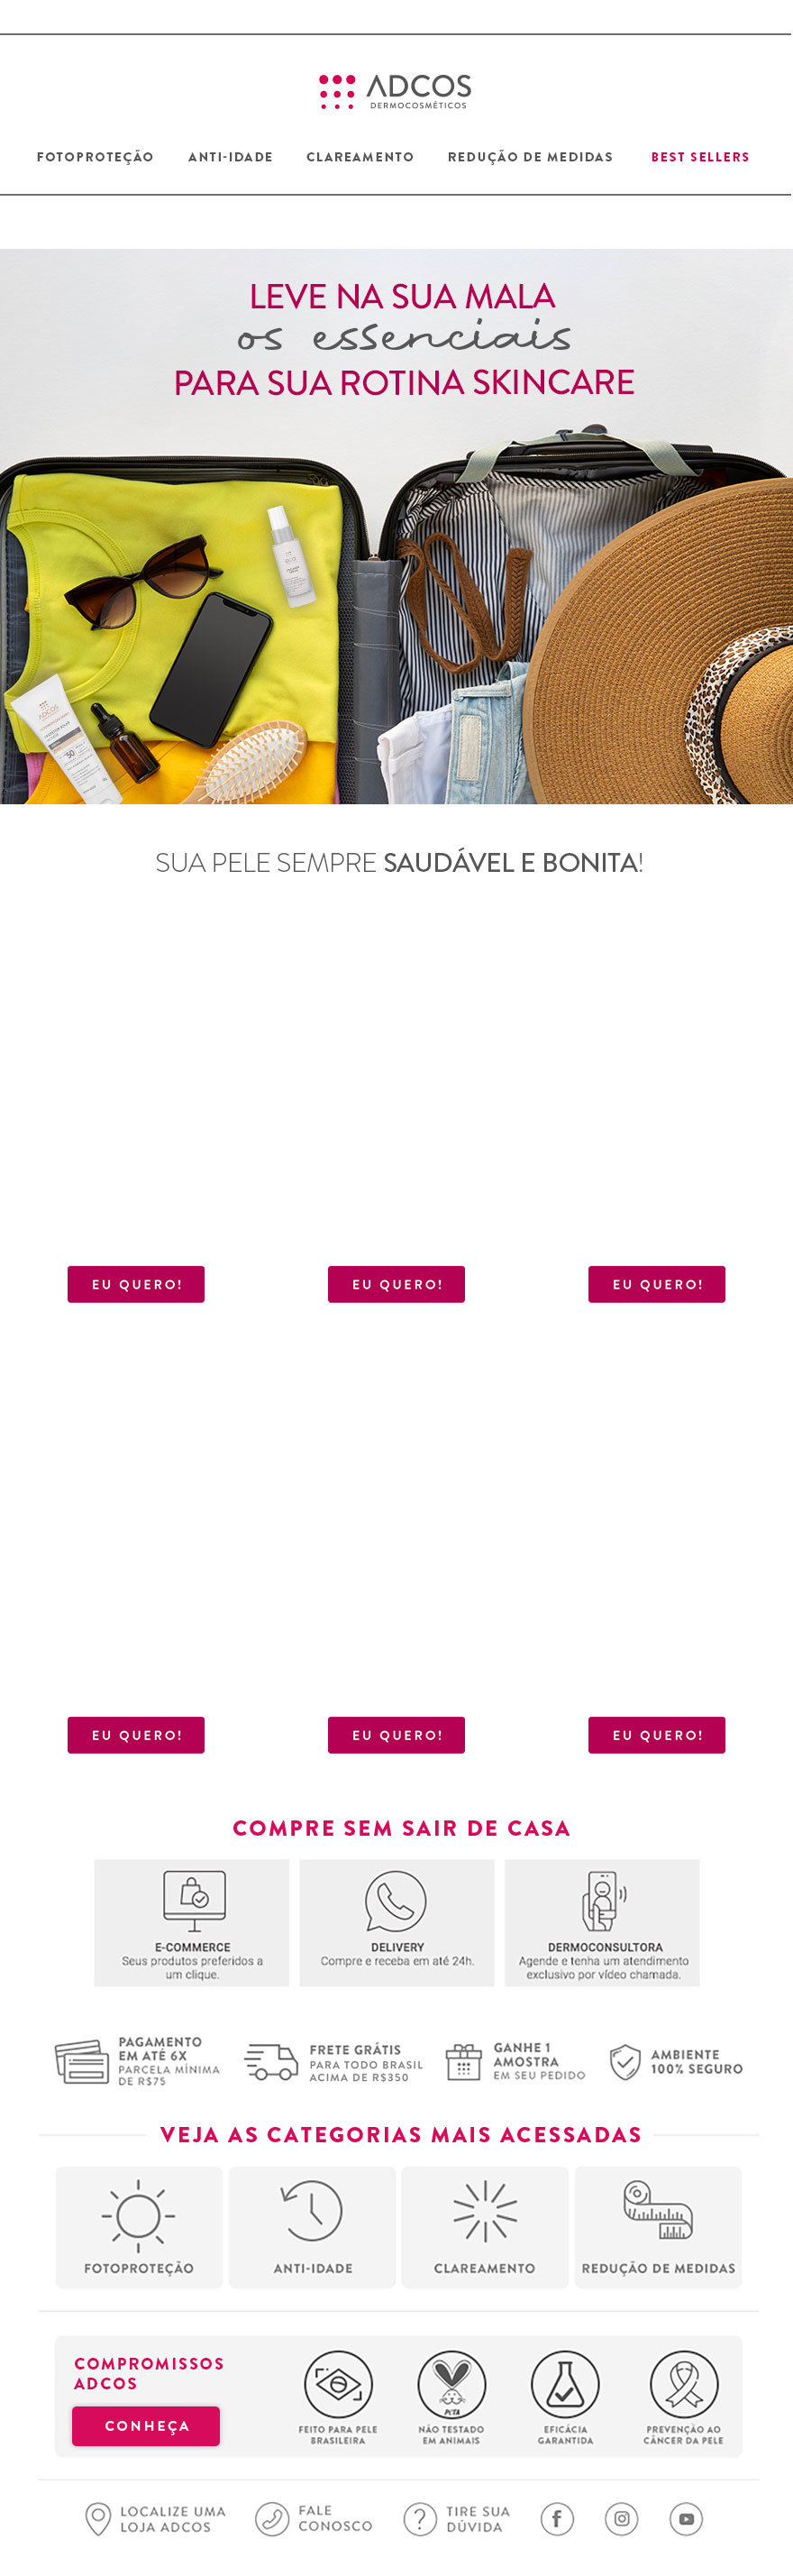 ADCOS
DERMOCOSMÉTICOS
FOTOPROTEÇÃO ANTI-IDADE CLAREAMENTO REDUÇÃO DE MEDIDAS BEST SELLERS
LEVE NA SUA MALA
os essenciais
PARA SUA ROTINA SKINCARE
ADCOS
50
SUA PELE SEMPRE SAUDÁVEL E BONITA!
EU QUERO! EU QUERO! EU QUERO!
EU QUERO! EU QUERO! EU QUERO!
COMPRE SEM SAIR DE CASA
E-COMMERCE
Seus produtos preferidos a
um clique.
DELIVERY
Compre e receba em até 24h.
DERMOCONSULTORA
Agende e tenha um atendimento
exclusivo por vídeo chamada.
PAGAMENTO
EM ATÉ 6X
PARCELA MÍNIMA
DE R$75
FRETE GRÁTIS
PARA TODO BRASIL
ACIMA DE R$350
GANHE 1
AMOSTRA
EM SEU PEDIDO
AMBIENTE
100% SEGURO
VEJA AS CATEGORIAS MAIS ACESSADAS
FOTOPROTEÇÃO ANTI-IDADE CLAREAMENTO REDUÇÃO DE MEDIDAS
COMPROMISSOS
ADCOS
CONHEÇA
FEITO PARA PELE
BRASILEIRA
PETA
NÃO TESTADO
EM ANIMAIS
EFICÁCIA
GARANTIDA
PREVENÇÃO AO
CÂNCER DA PELE
LOCALIZE UMA
LOJA ADCOS
FALE
CONOSCO
TIRE SUA
DÚVIDA